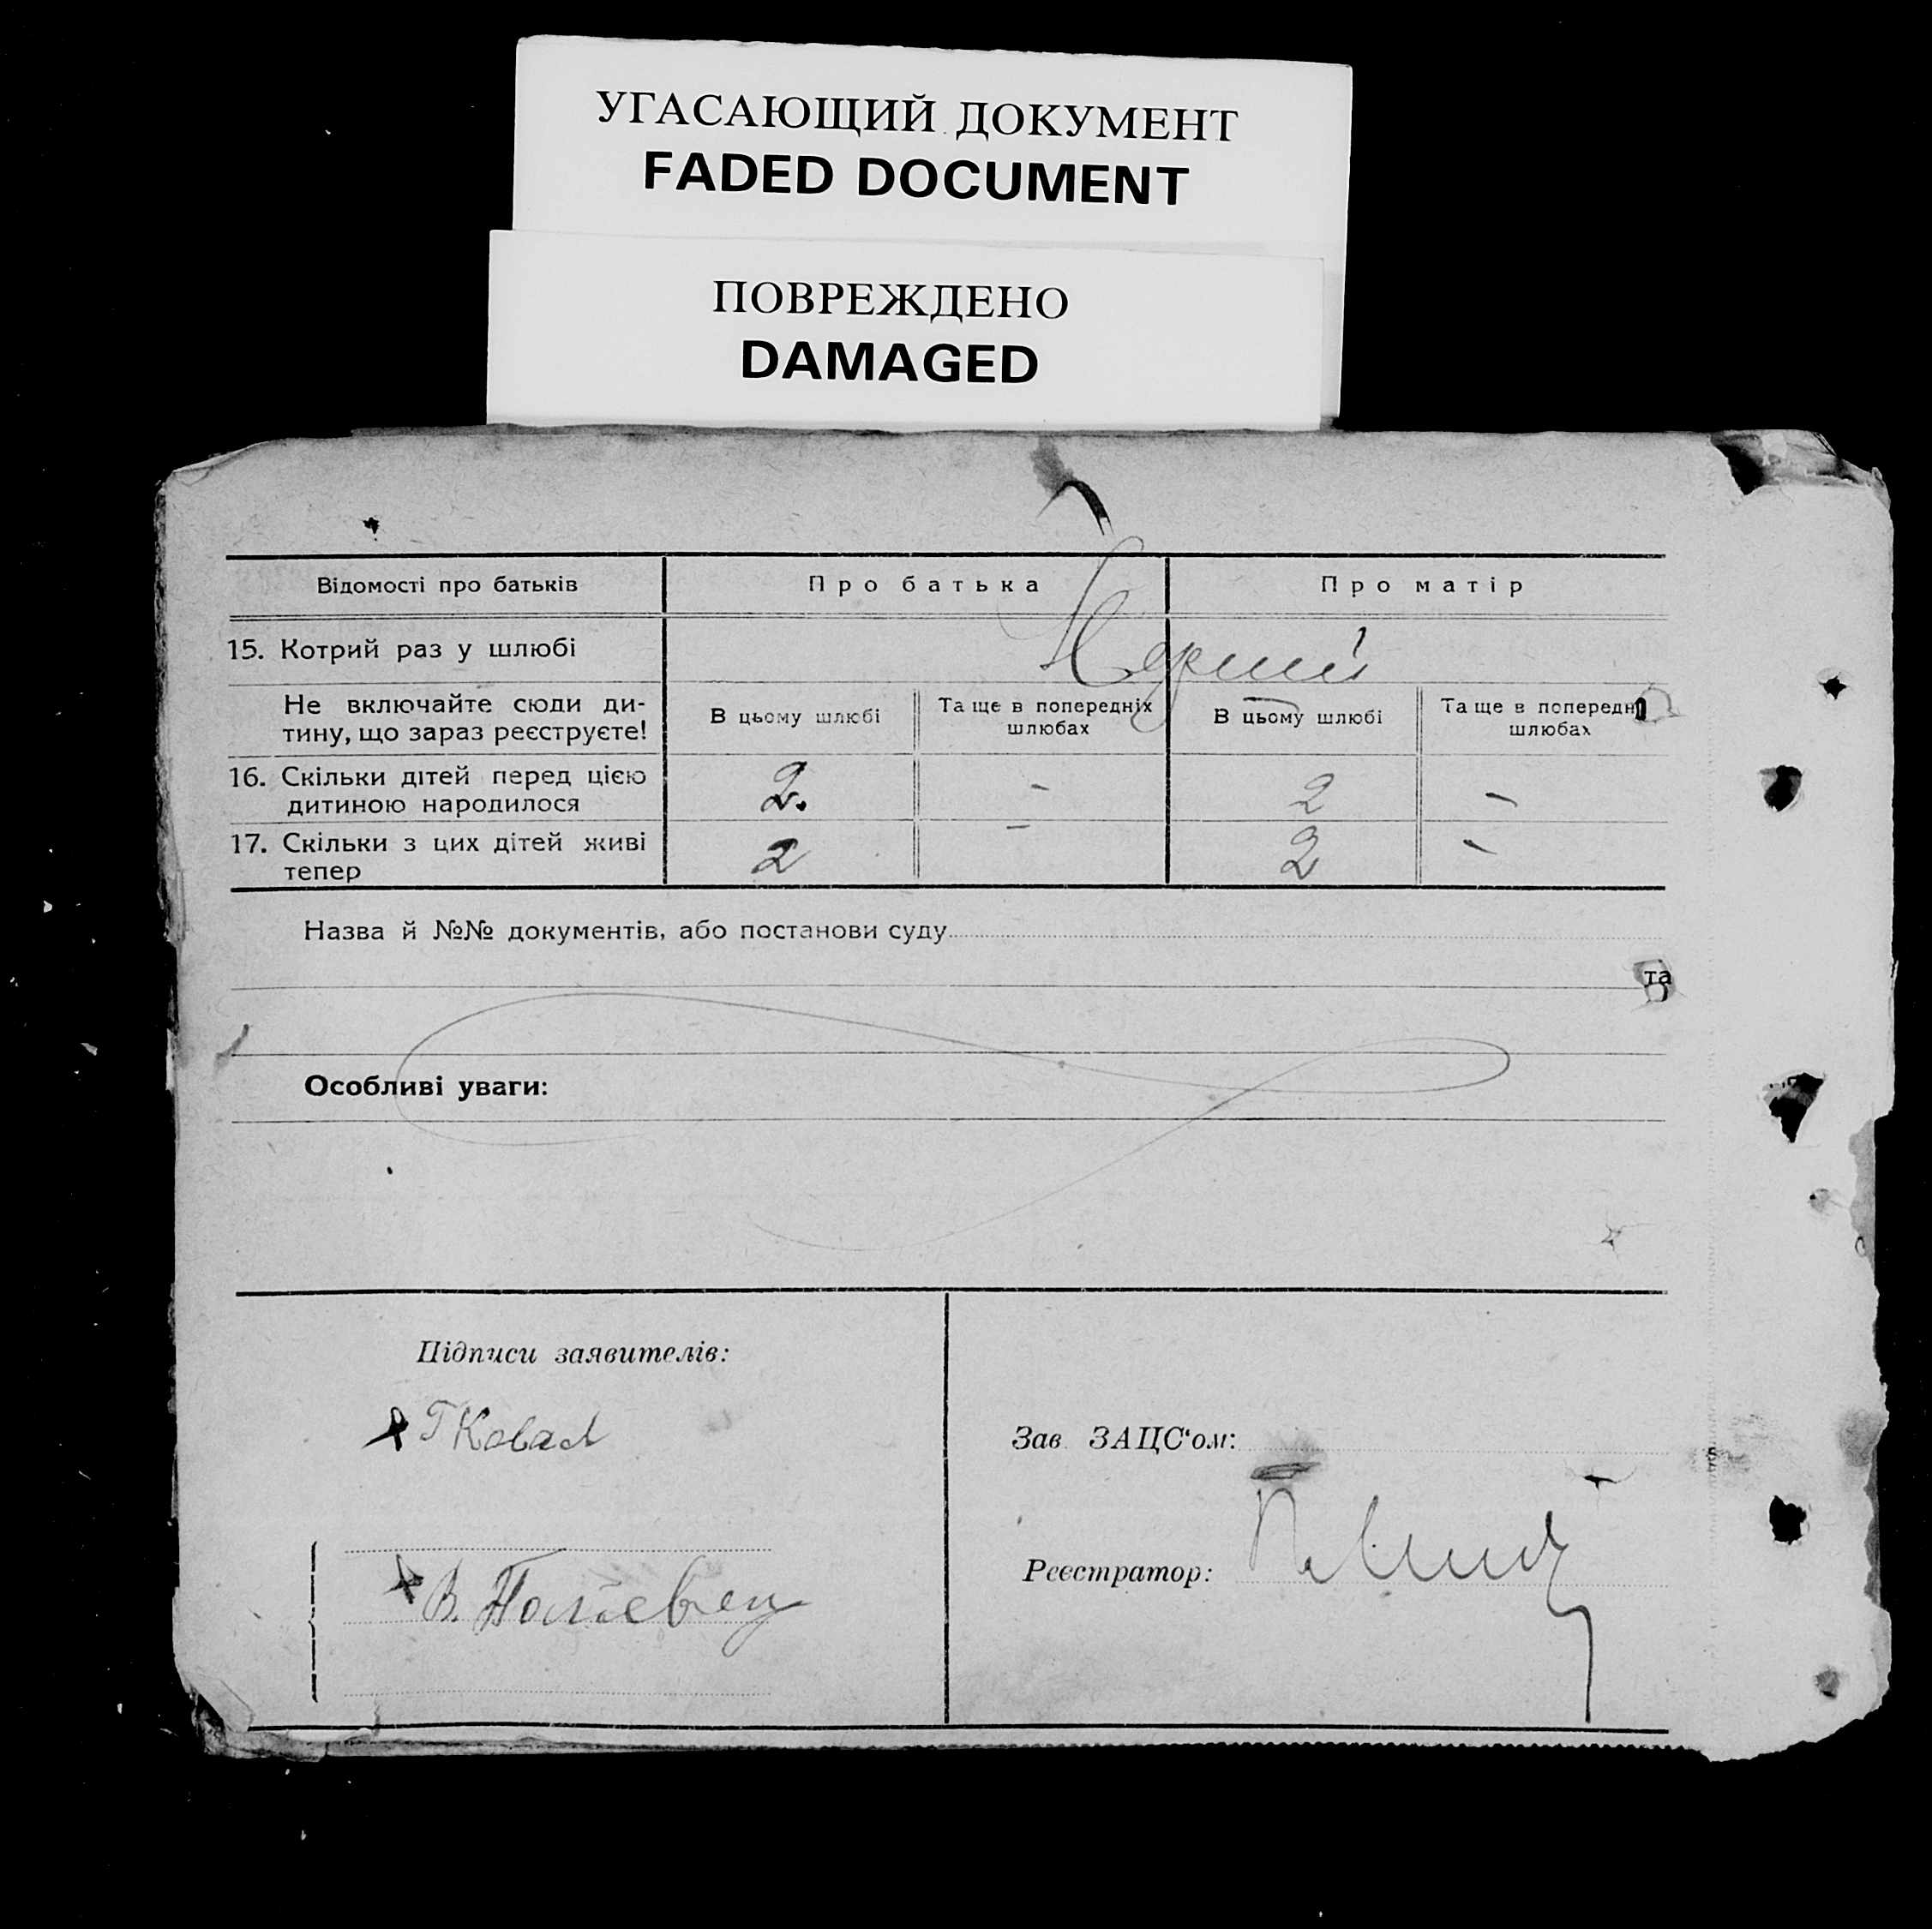 УГАСАЮЩИЙ ДОКУМЕНТ
FADED DOCUMENT
ПОВРЕЖДЕНО
DAMAGED
Відомості про батьків Про батька Про матір
15. Котрий раз у шлюбі Перший
Не включайте сюди ди-
тину, що зараз реєструєте!
В цьому шлюбі
Та ще в попередніх
шлюбах
В цьому шлюбі
Та ще в попередн
шлюбах
16. Скільки дітей перед цією
дитиною народилося
2. - 2 -
17. Скільки з цих дітей живі
тепер
2 - 2 -
Назва й №№ документів, або постанови суду
та
Особливі уваги:
Підписи заявителів:
Г Ковал
В.
Зав. ЗАЦС‘ом:
Реєстратор: